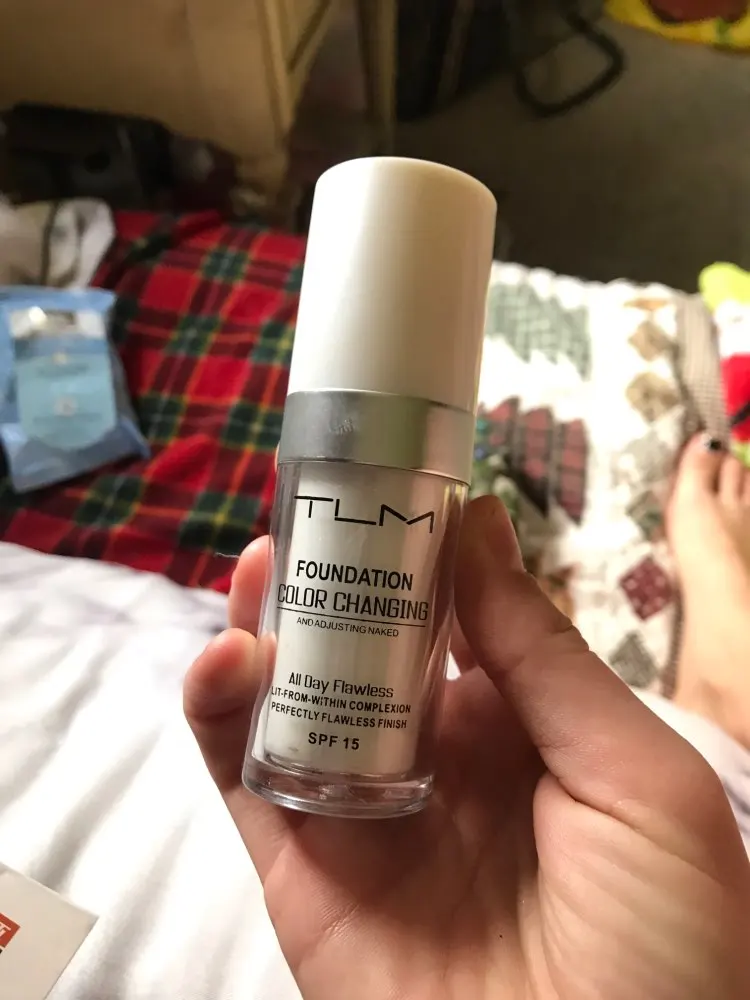 TLM
FOUNDATION
COLOR CHANGING
AND ADJUSTING NAKED
All Day Flawless
LIT-FROM-WITHIN COMPLEXION
PERFECTLY FLAWLESS FINISH
SPF 15